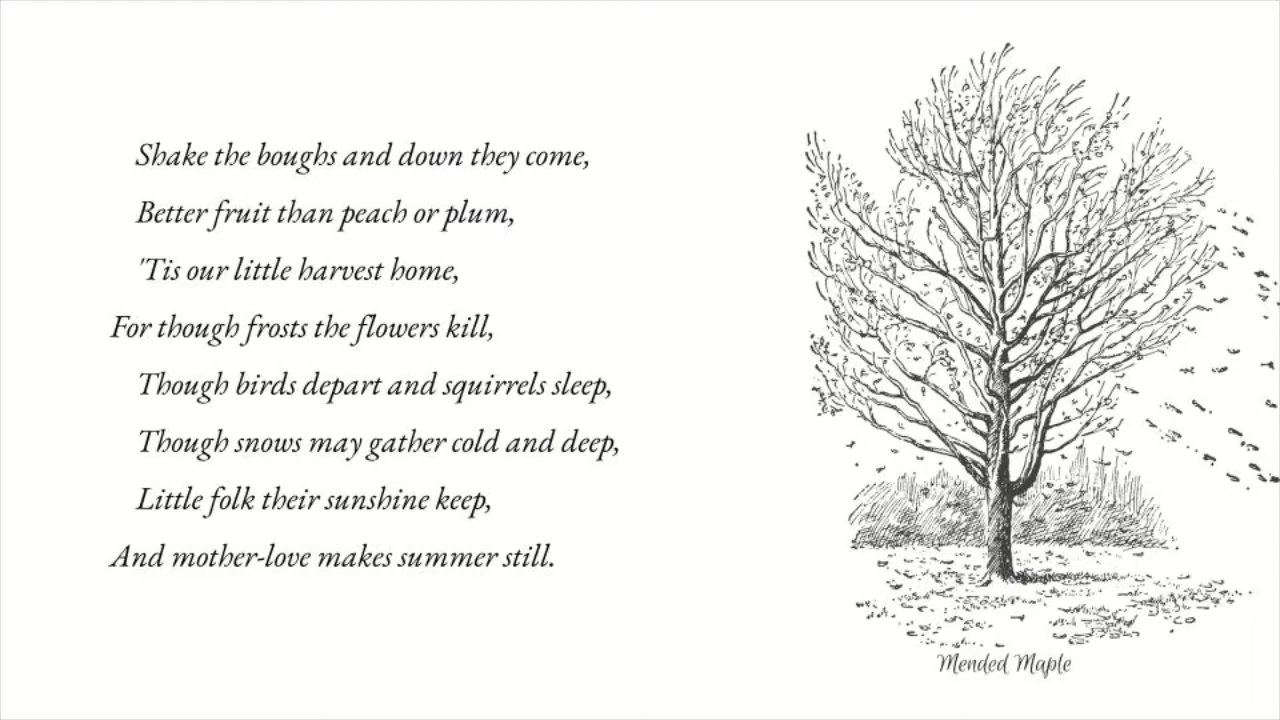 Shake the boughs and down they come,
Better fruit than peach or plum,
'Tis our little harvest home,
For though frosts the flowers kill,
Though birds depart and squirrels sleep,
Though snows may gather cold and deep,
Little folk their sunshine keep,
And mother-love makes summer still.
Mended Maple